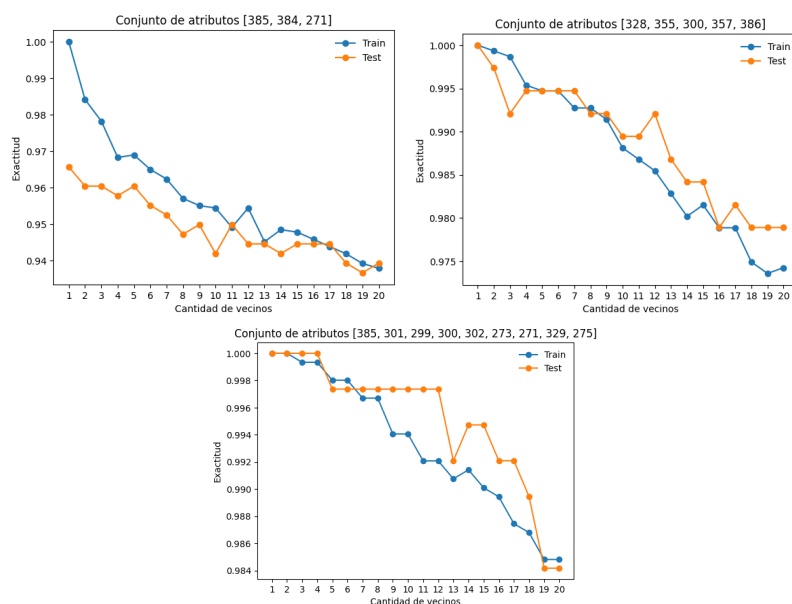 Conjunto de atributos [385, 384, 271]
1.00
0.99
0.98
0.97
0.96
0.95
0.94
Exactitud
Train
Test
1 2 3 4 5 6 7 8 9 10 11 12 13 14 15 16 17 18 19 20
Cantidad de vecinos
Conjunto de atributos [328, 355, 300, 357, 386]
1.000
0.995
0.990
0.985
0.980
0.975
Exactitud
Train
Test
1 2 3 4 5 6 7 8 9 10 11 12 13 14 15 16 17 18 19 20
Cantidad de vecinos
Conjunto de atributos [385, 301, 299, 300, 302, 273, 271, 329, 275]
1.000
0.998
0.996
0.994
0.992
0.990
0.988
0.986
0.984
Exactitud
Train
Test
1 2 3 4 5 6 7 8 9 10 11 12 13 14 15 16 17 18 19 20
Cantidad de vecinos